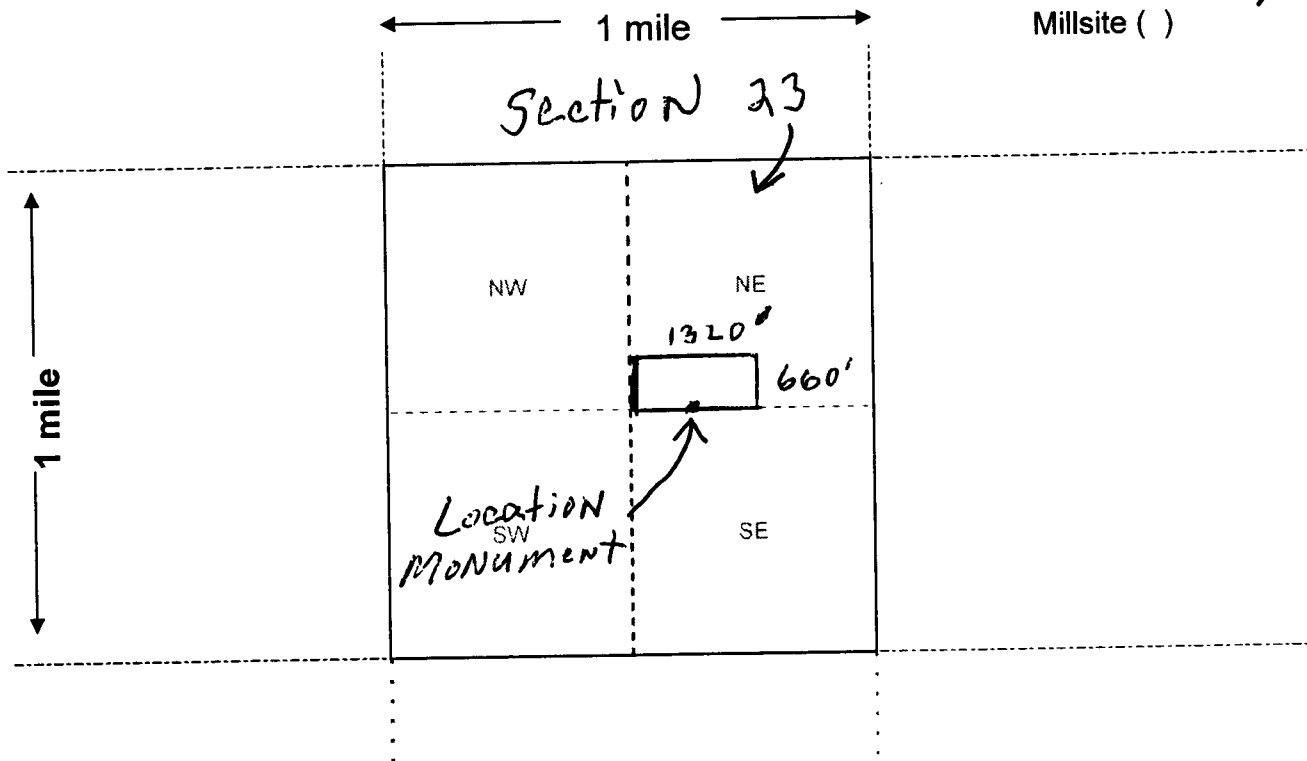 1 mile
Millsite ( )
Section 23
NW
NE
1320'
660'
1 mile
Location
SW
Monument
SE